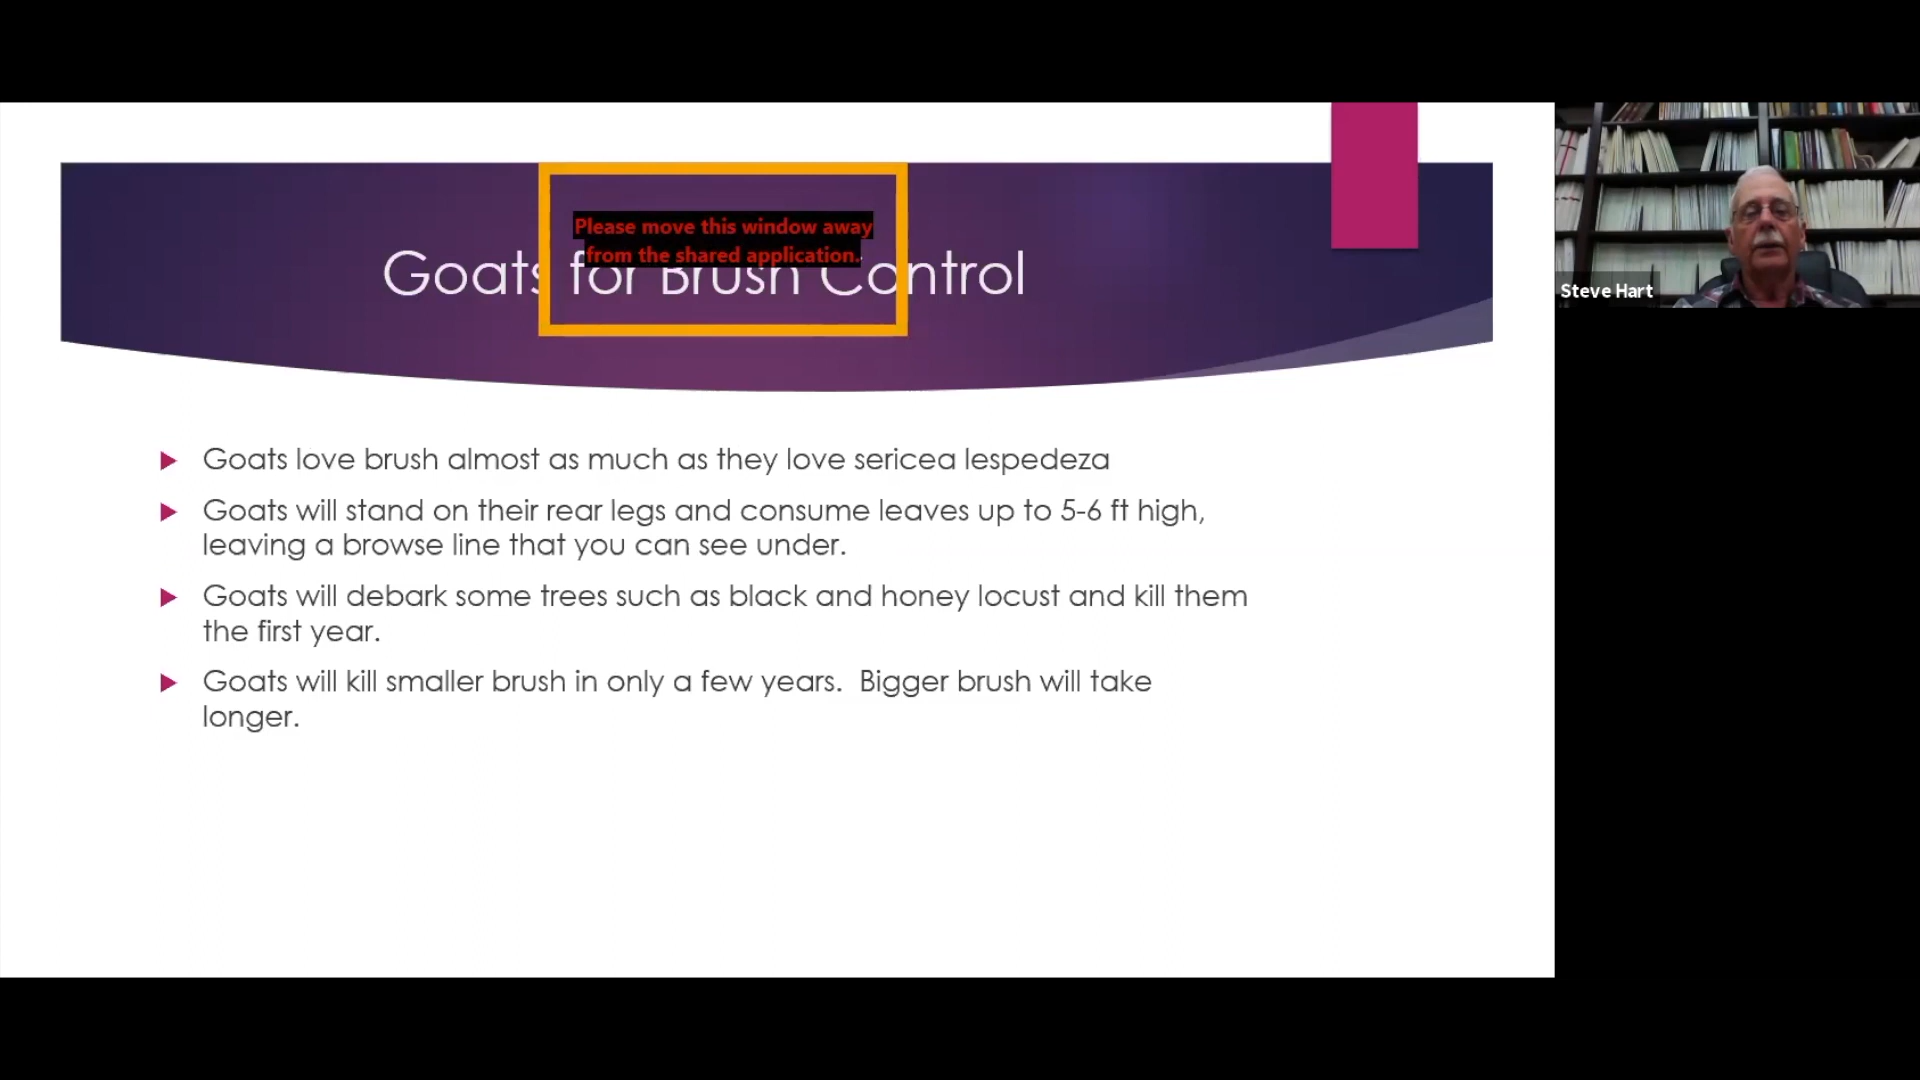 Please move this window away
from the shared application.
Goats for Brush Control
Steve Hart
Goats love brush almost as much as they love sericea lespedeza
Goats will stand on their rear legs and consume leaves up to 5-6 ft high,
leaving a browse line that you can see under.
Goats will debark some trees such as black and honey locust and kill them
the first year.
Goats will kill smaller brush in only a few years. Bigger brush will take
longer.